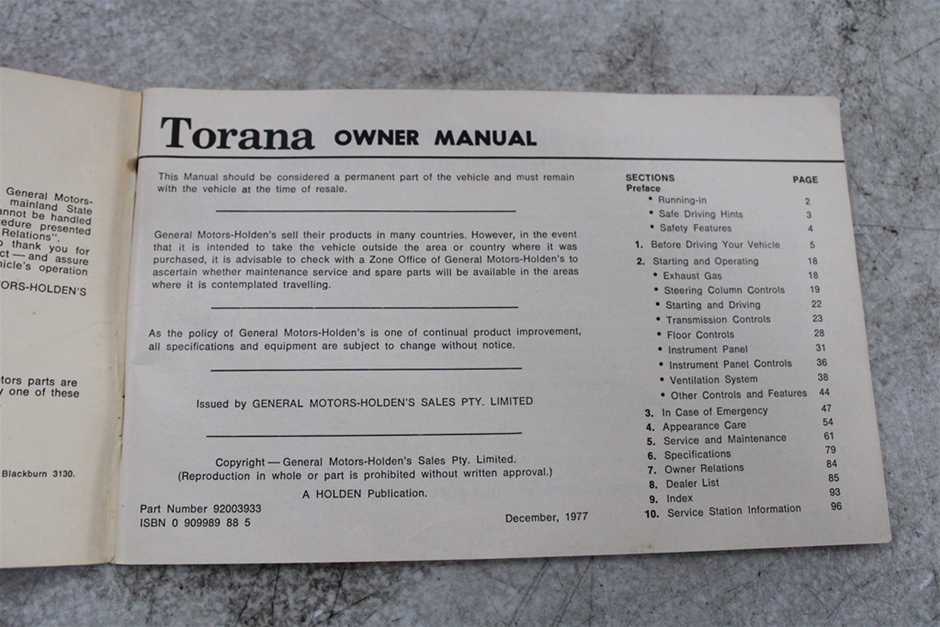 General Motors-
mainland State
annot be handled
edure presented
Relations".
thank you for
ct — and assure
hicle's operation
ORS-HOLDEN'S
tors parts are
y one of these
Blackburn 3130.
Torana OWNER MANUAL
This Manual should be considered a permanent part of the vehicle and must remain
with the vehicle at the time of resale.
General Motors-Holden's sell their products in many countries. However, in the event
that it is intended to take the vehicle outside the area or country where it was
purchased, it is advisable to check with a Zone Office of General Motors-Holden's to
ascertain whether maintenance service and spare parts will be available in the areas
where it is contemplated travelling.
As the policy of General Motors-Holden's is one of continual product improvement,
all specifications and equipment are subject to change without notice.
Issued by GENERAL MOTORS-HOLDEN'S SALES PTY. LIMITED
Copyright — General Motors-Holden's Sales Pty. Limited.
(Reproduction in whole or part is prohibited without written approval.)
A HOLDEN Publication.
Part Number 92003933
ISBN 0 909989 88 5
December, 1977
SECTIONS PAGE
Preface
• Running-in 2
• Safe Driving Hints 3
• Safety Features 4
1. Before Driving Your Vehicle 5
2. Starting and Operating 18
• Exhaust Gas 18
• Steering Column Controls 19
• Starting and Driving 22
• Transmission Controls 23
• Floor Controls 28
• Instrument Panel 31
• Instrument Panel Controls 36
• Ventilation System 38
• Other Controls and Features 44
3. In Case of Emergency 47
4. Appearance Care 54
5. Service and Maintenance 61
6. Specifications 79
7. Owner Relations 84
8. Dealer List 85
9. Index 93
10. Service Station Information 96